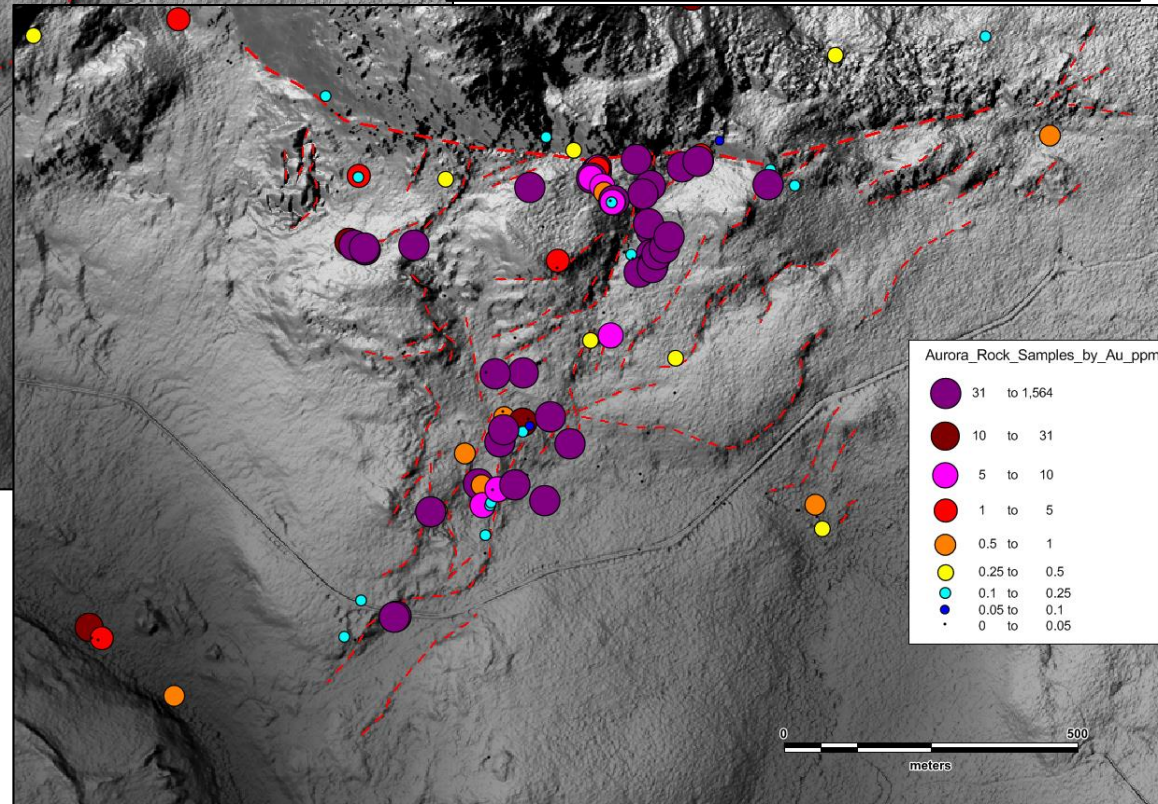 Aurora_Rock_Samples_by_Au_ppm
31 to 1,564
10 to 31
5 to 10
1 to 5
0.5 to 1
0.25 to 0.5
0.1 to 0.25
0.05 to 0.1
0 to 0.05
0 500
meters